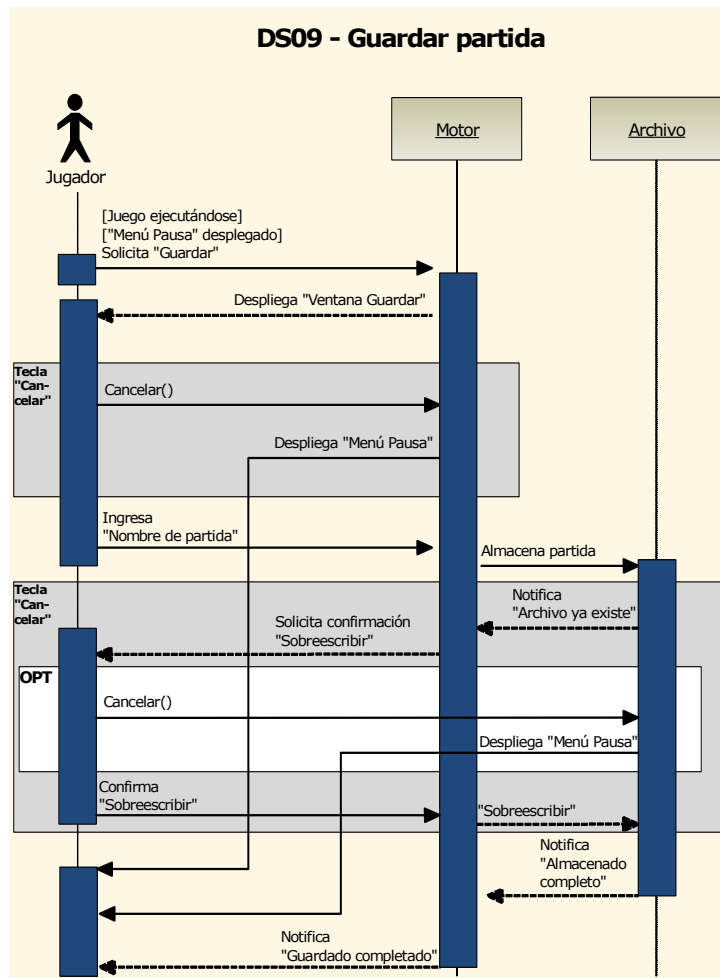 DS09 - Guardar partida
Motor
Archivo
Jugador
[Juego ejecutándose]
["Menú Pausa" desplegado]
Solicita "Guardar"
Despliega "Ventana Guardar"
Tecla
"Can-
celar"
Cancelar()
Despliega "Menú Pausa"
Ingresa
"Nombre de partida"
Almacena partida
Tecla
"Can-
celar"
Notifica
"Archivo ya existe"
Solicita confirmación
"Sobreescribir"
OPT
Cancelar()
Despliega "Menú Pausa"
Confirma
"Sobreescribir"
"Sobreescribir"
Notifica
"Almacenado
completo"
Notifica
"Guardado completado"